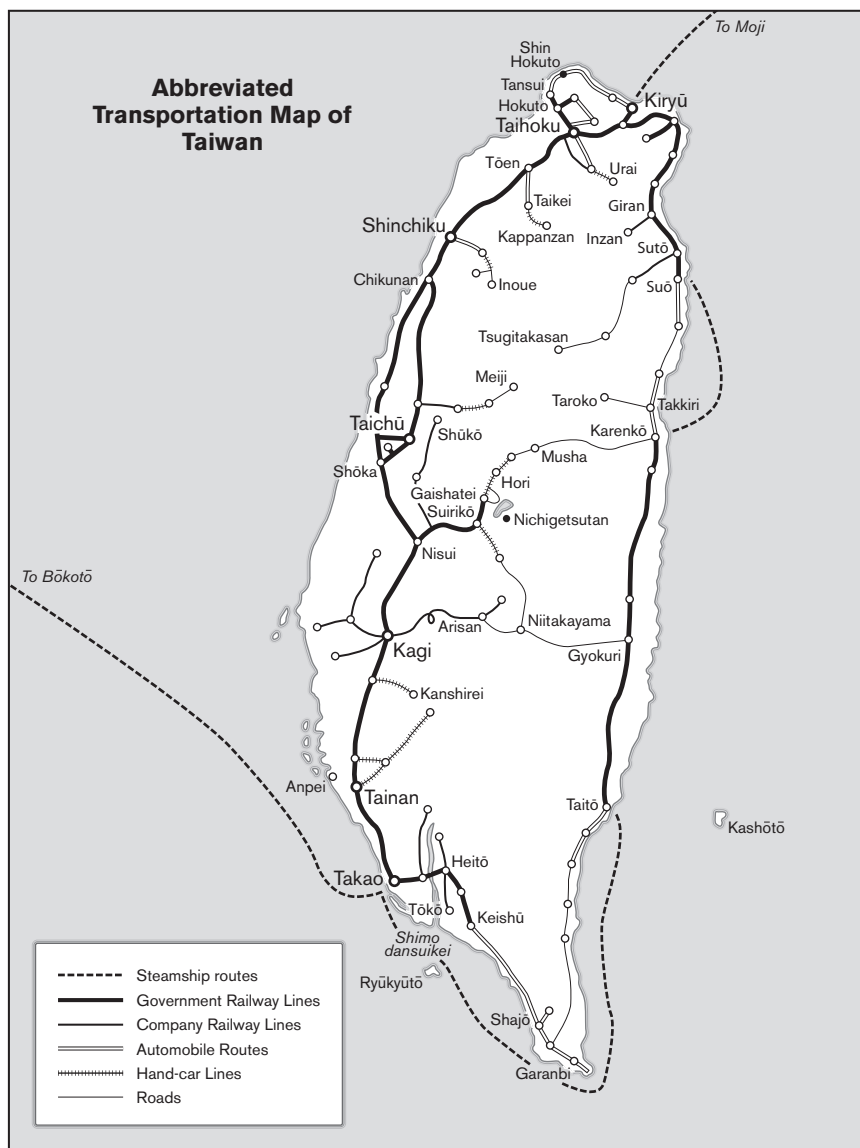 To Moji
Abbreviated
Transportation Map of
Taiwan
Shin
Hokuto
Tansui
Hokuto
Kiryū
Taihoku
Tōen
Urai
Taikei
Giran
Shinchiku
Kappanzan
Inzan
Sutō
Chikunan
Inoue
Suō
Tsugitakasan
Meiji
Taroko
Takkiri
Taichū
Shūkō
Karenkō
Musha
Shōka
Hori
Gaishatei
Suirikō
Nichigetsutan
Nisui
To Bōkotō
Arisan
Niitakayama
Kagi
Gyokuri
Kanshirei
Anpei
Tainan
Taitō
Kashōtō
Heitō
Takao
Tōkō
Keishū
Shimo
dansuikei
Ryūkyūtō
Shajō
Garanbi
Steamship routes
Government Railway Lines
Company Railway Lines
Automobile Routes
Hand-car Lines
Roads